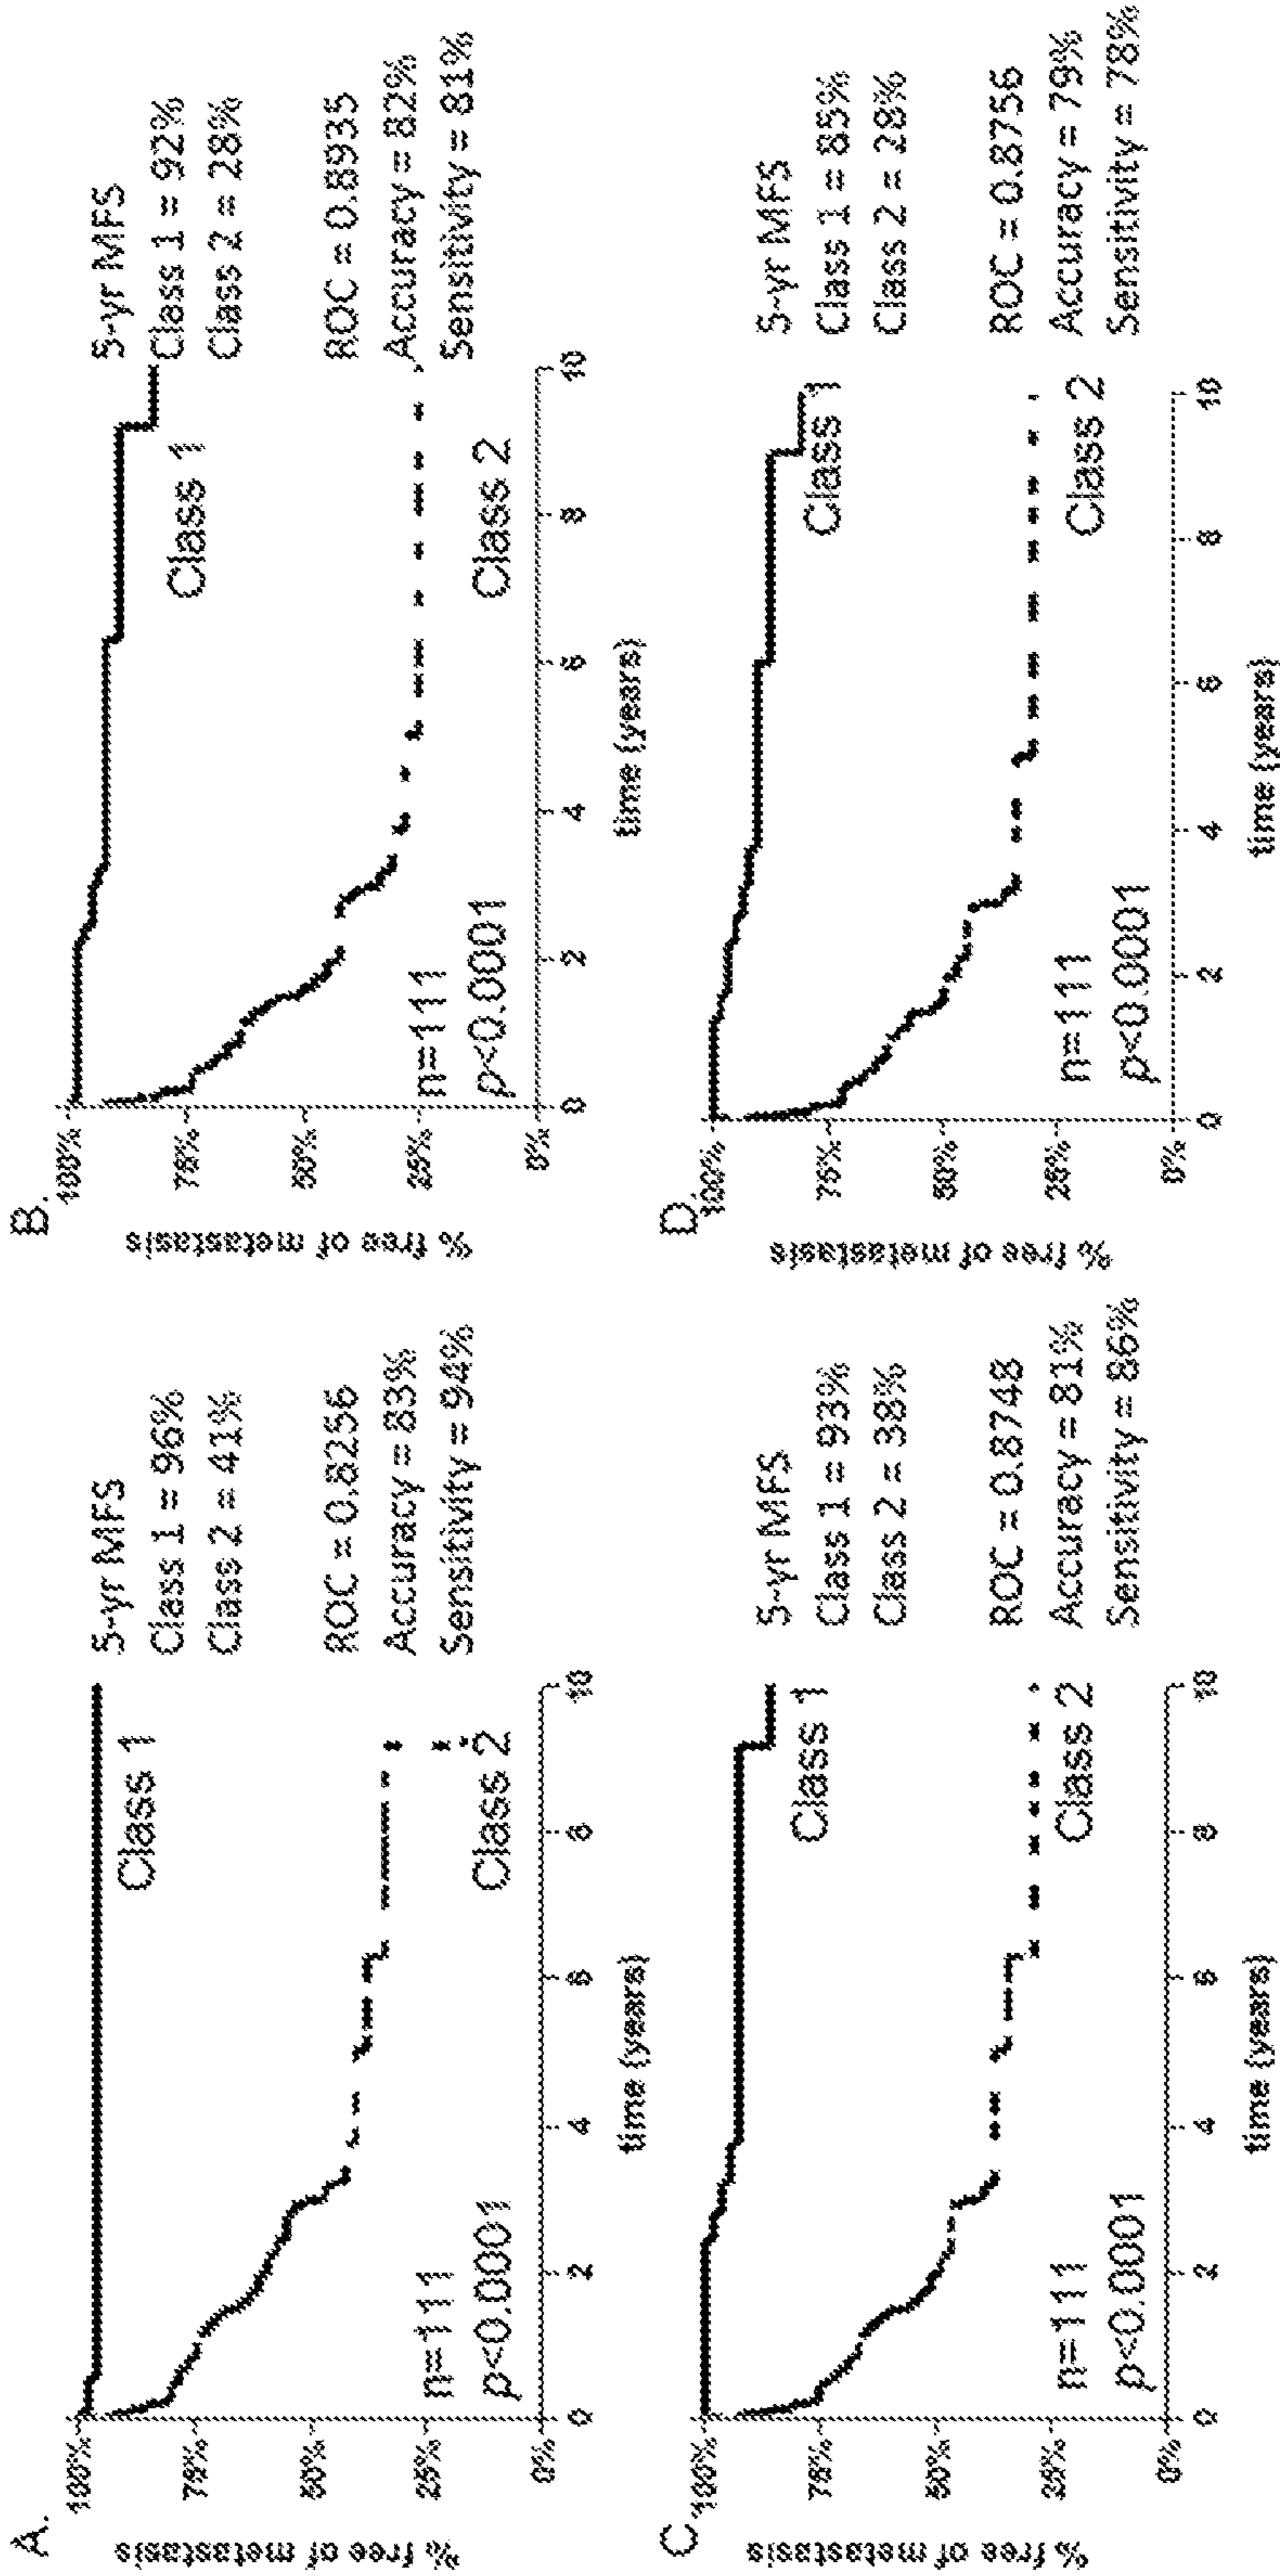 A.
% free of metastasis
100%
75%
50%
25%
0%
0
2
4
6
8
10
time (years)
n=111
p<0.0001
Class 1
Class 2
5-yr MFS
Class 1 = 96%
Class 2 = 41%
ROC = 0.8256
Accuracy = 83%
Sensitivity = 94%
B.
% free of metastasis
100%
75%
50%
25%
0%
0
2
4
6
8
10
time (years)
n=111
p<0.0001
Class 1
Class 2
5-yr MFS
Class 1 = 92%
Class 2 = 28%
ROC = 0.8935
Accuracy = 82%
Sensitivity = 81%
C.
% free of metastasis
100%
75%
50%
25%
0%
0
2
4
6
8
10
time (years)
n=111
p<0.0001
Class 1
Class 2
5-yr MFS
Class 1 = 93%
Class 2 = 38%
ROC = 0.8748
Accuracy = 81%
Sensitivity = 86%
D.
% free of metastasis
100%
75%
50%
25%
0%
0
2
4
6
8
10
time (years)
n=111
p<0.0001
Class 1
Class 2
5-yr MFS
Class 1 = 85%
Class 2 = 28%
ROC = 0.8756
Accuracy = 79%
Sensitivity = 78%